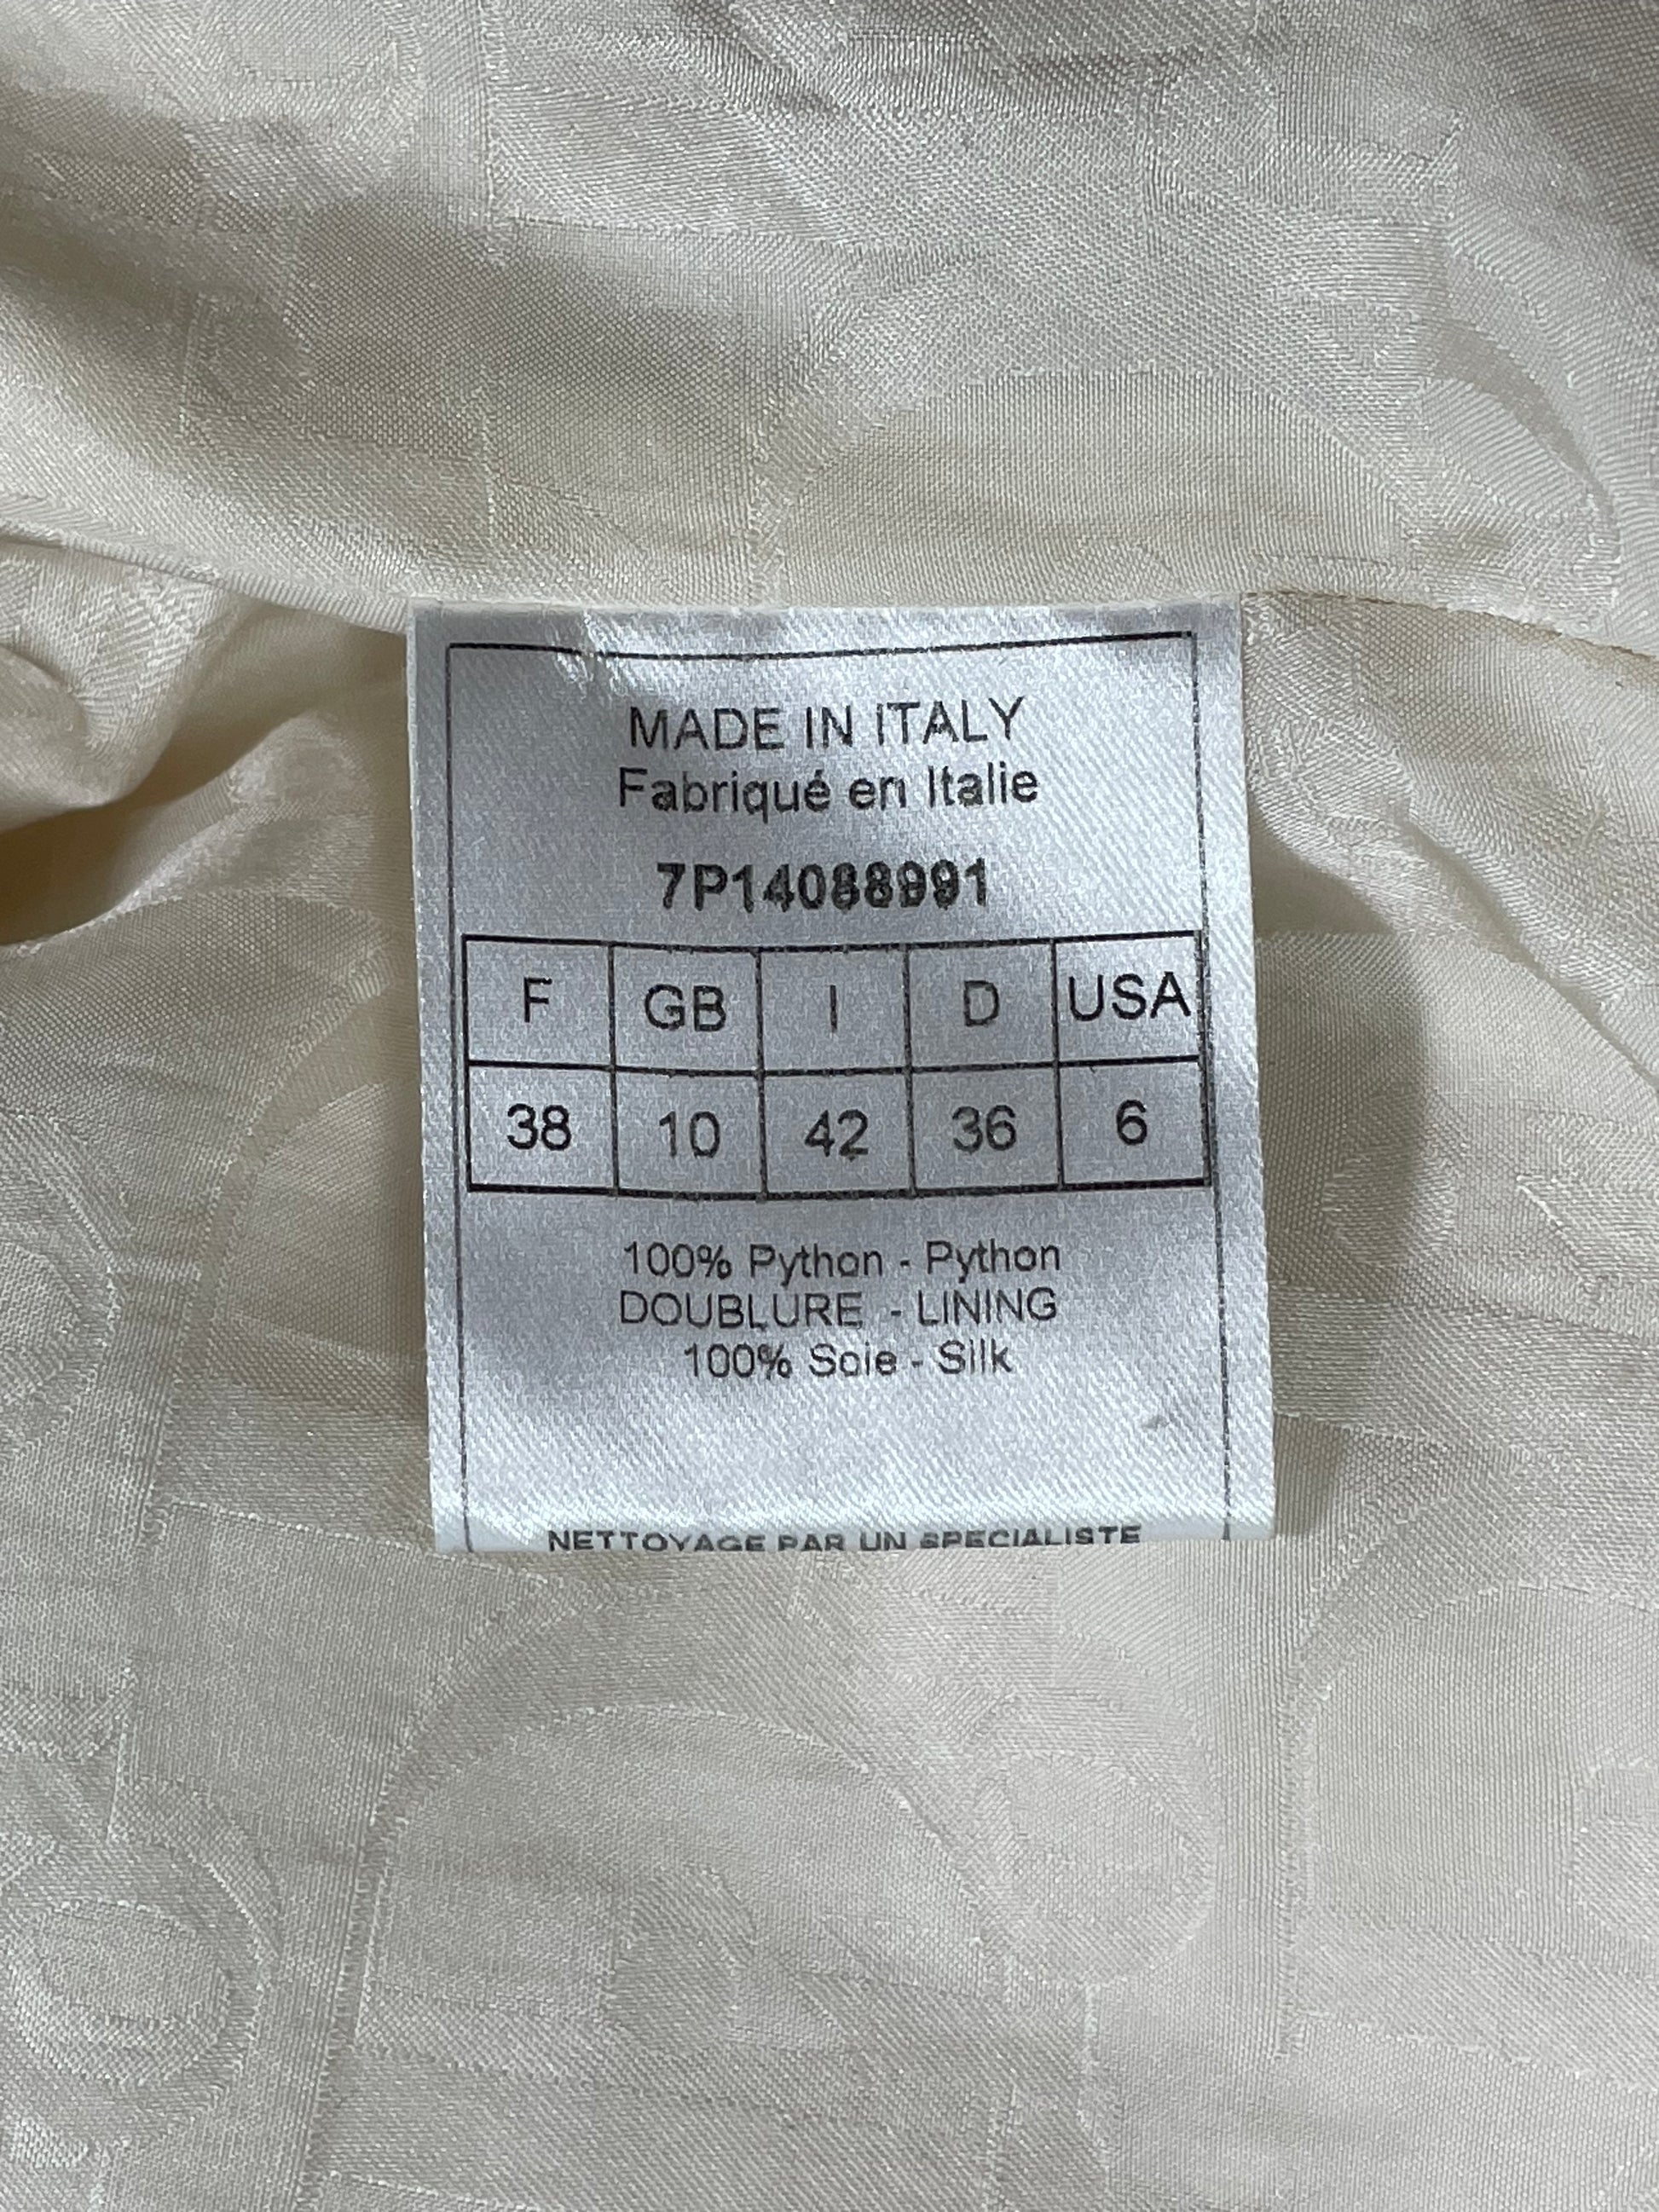 MADE IN ITALY
Fabriqué en Italie
7P14088991
F GB I D USA
38 10 42 36 6
100% Python - Python
DOUBLURE - LINING
100% Soie - Silk
NETTOYAGE PAR UN SPECIALISTE